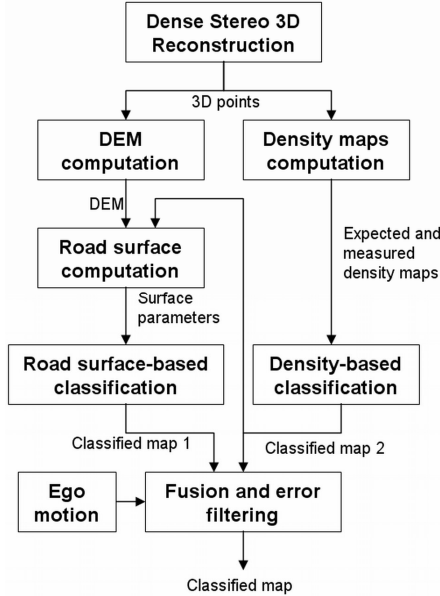 Dense Stereo 3D
Reconstruction
3D points
DEM
computation
Density maps
computation
DEM
Road surface
computation
Expected and
measured
density maps
Surface
parameters
Road surface-based
classification
Density-based
classification
Classified map 1
Classified map 2
Ego
motion
Fusion and error
filtering
Classified map